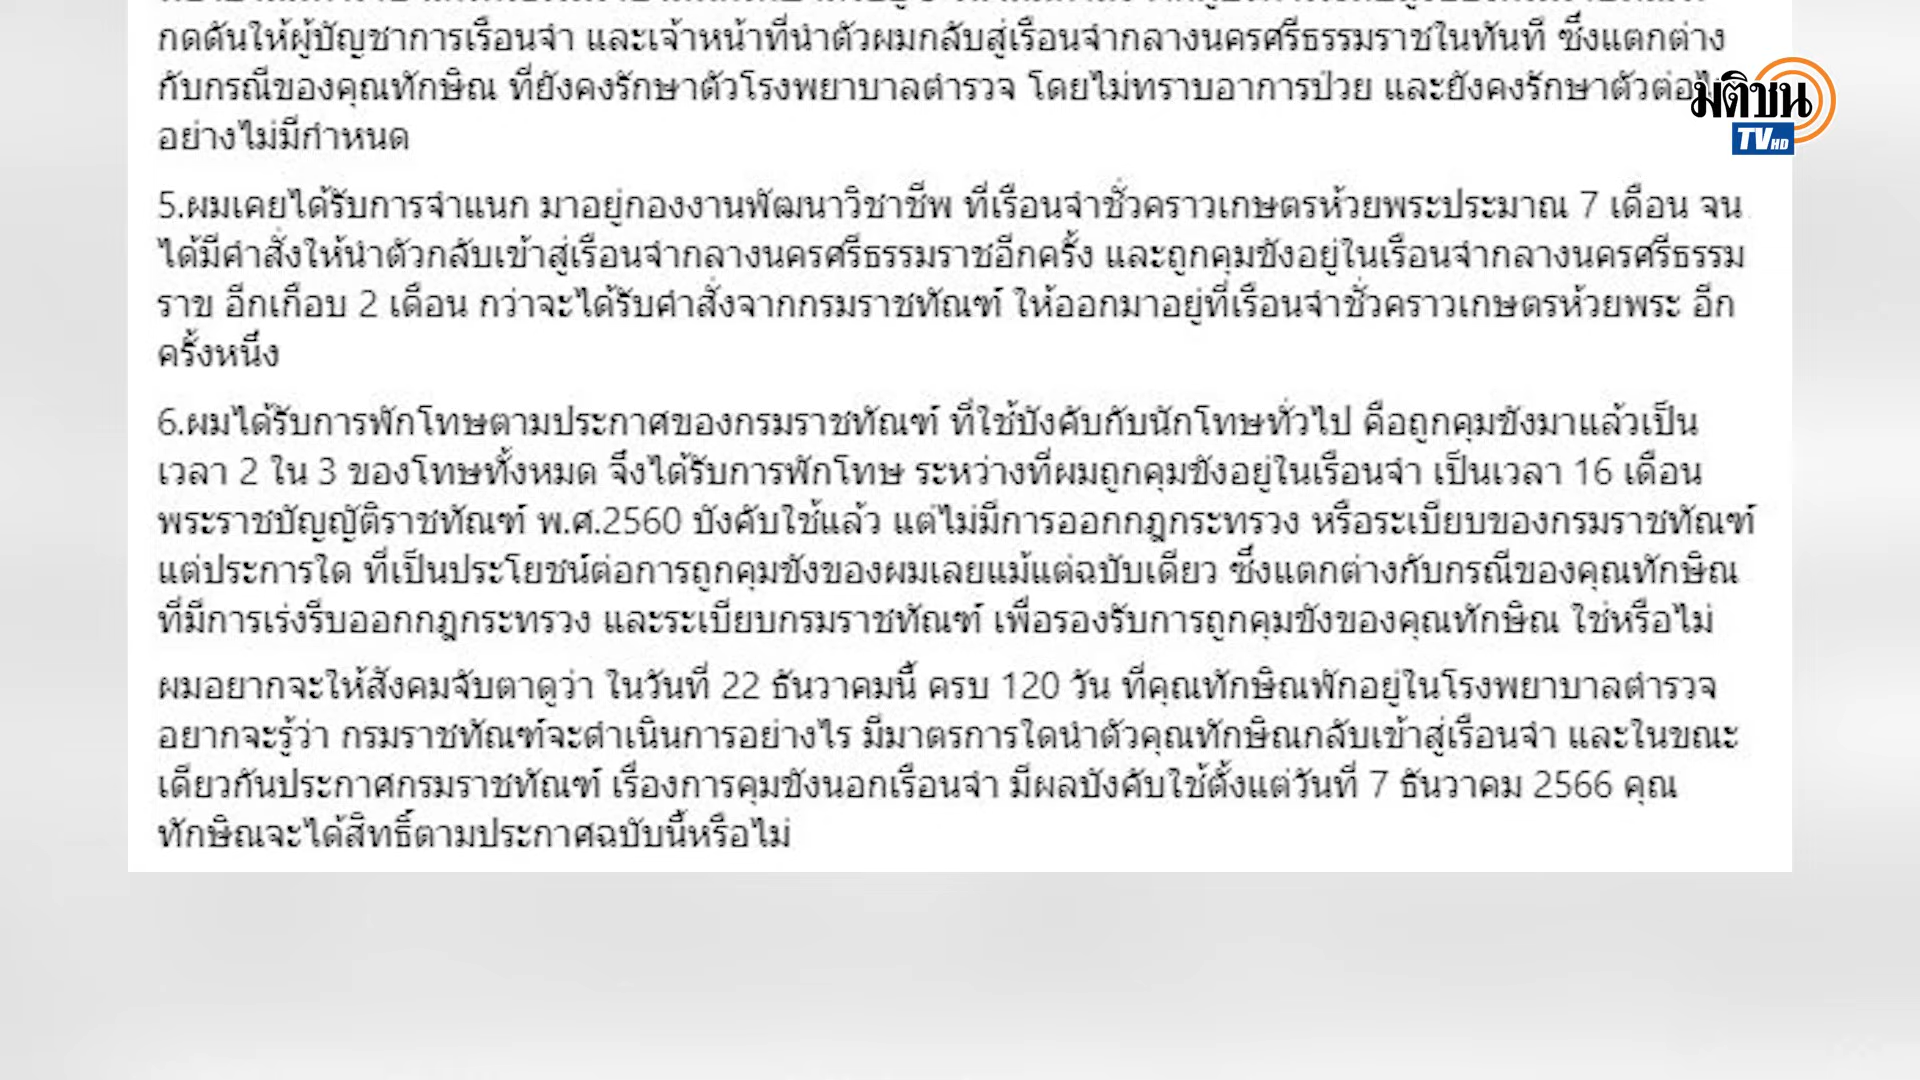 กดดันให้ผู้บัญชาการเรือนจำ และเจ้าหน้าที่นำตัวผมกลับสู่เรือนจำกลางนครศรีธรรมราชในทันที ซึ่งแตกต่าง
กับกรณีของคุณทักษิณ ที่ยังคงรักษาตัวโรงพยาบาลตำรวจ โดยไม่ทราบอาการป่วย และยังคงรักษาตัวต่อไป
มติชน
TV HD
อย่างไม่มีกำหนด
5.ผมเคยได้รับการจำแนก มาอยู่กองงานพัฒนาวิชาชีพ ที่เรือนจำชั่วคราวเกษตรห้วยพระประมาณ 7 เดือน จน
ได้มีคำสั่งให้นำตัวกลับเข้าสู่เรือนจำกลางนครศรีธรรมราชอีกครั้ง และถูกคุมขังอยู่ในเรือนจำกลางนครศรีธรรม
ราข อีกเกือบ 2 เดือน กว่าจะได้รับคำสั่งจากกรมราชทัณฑ์ ให้ออกมาอยู่ที่เรือนจำชั่วคราวเกษตรห้วยพระ อีก
ครั้งหนึ่ง
6.ผมได้รับการพักโทษตามประกาศของกรมราชทัณฑ์ ที่ใช้บังคับกับนักโทษทั่วไป คือถูกคุมขังมาแล้วเป็น
เวลา 2 ใน 3 ของโทษทั้งหมด จึงได้รับการพักโทษ ระหว่างที่ผมถูกคุมขังอยู่ในเรือนจำ เป็นเวลา 16 เดือน
พระราชบัญญัติราชทัณฑ์ พ.ศ.2560 บังคับใช้แล้ว แต่ไม่มีการออกกฎกระทรวง หรือระเบียบของกรมราชทัณฑ์
แต่ประการใด ที่เป็นประโยชน์ต่อการถูกคุมขังของผมเลยแม้แต่ฉบับเดียว ซึ่งแตกต่างกับกรณีของคุณทักษิณ
ที่มีการเร่งรีบออกกฎกระทรวง และระเบียบกรมราชทัณฑ์ เพื่อรองรับการถูกคุมขังของคุณทักษิณ ใช่หรือไม่
ผมอยากจะให้สังคมจับตาดูว่า ในวันที่ 22 ธันวาคมนี้ ครบ 120 วัน ที่คุณทักษิณพักอยู่ในโรงพยาบาลตำรวจ
อยากจะรู้ว่า กรมราชทัณฑ์จะดำเนินการอย่างไร มีมาตรการใดนำตัวคุณทักษิณกลับเข้าสู่เรือนจำ และในขณะ
เดียวกันประกาศกรมราชทัณฑ์ เรื่องการคุมขังนอกเรือนจำ มีผลบังคับใช้ตั้งแต่วันที่ 7 ธันวาคม 2566 คุณ
ทักษิณจะได้สิทธิ์ตามประกาศฉบับนี้หรือไม่